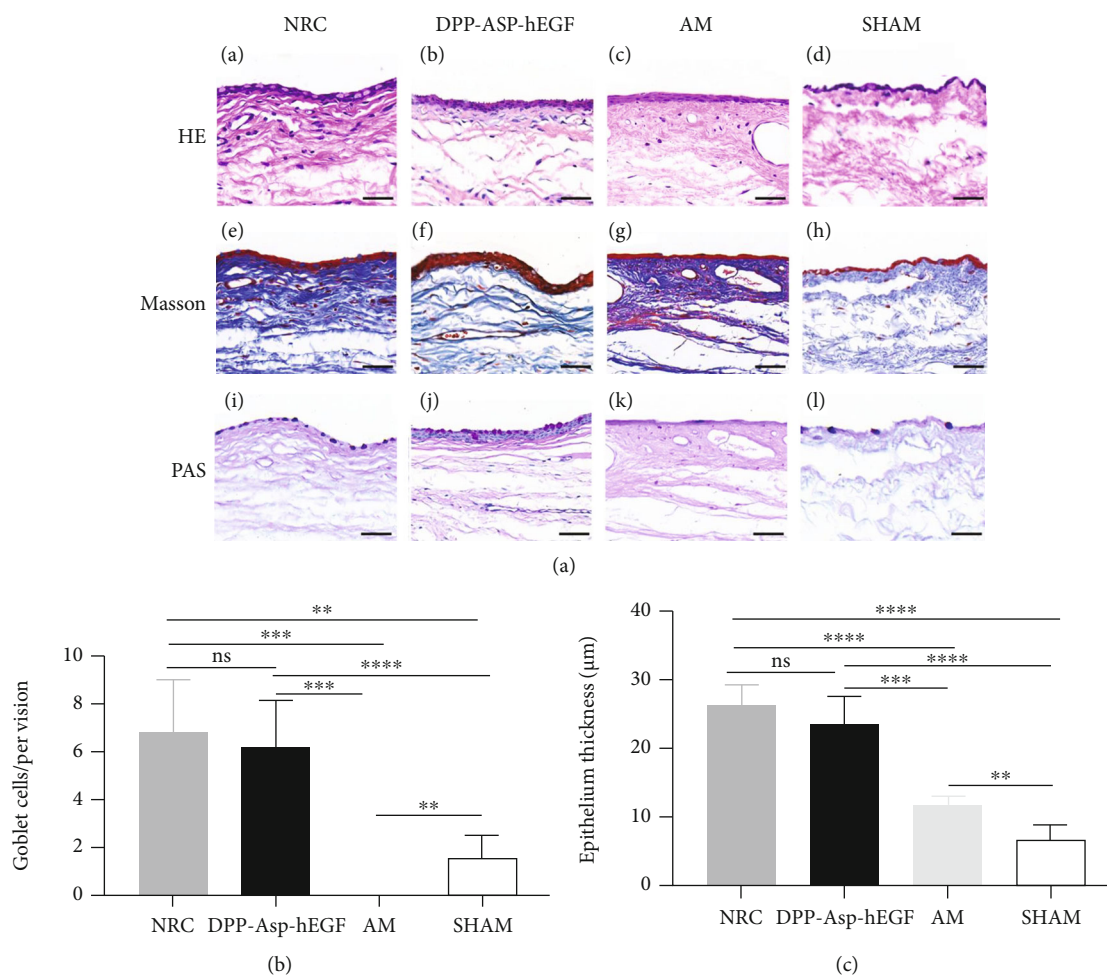 NRC DPP-ASP-hEGF AM SHAM
(a) (b) (c) (d)
HE
(e) (f) (g) (h)
Masson
(i) (j) (k) (l)
PAS
(a)
Goblet cells/per vision
10
8
6
4
2
0
**
***
ns
****
***
**
NRC DPP-Asp-hEGF AM SHAM
(b)
Epithelium thickness (μm)
40
30
20
10
0
****
****
ns
****
***
**
NRC DPP-Asp-hEGF AM SHAM
(c)